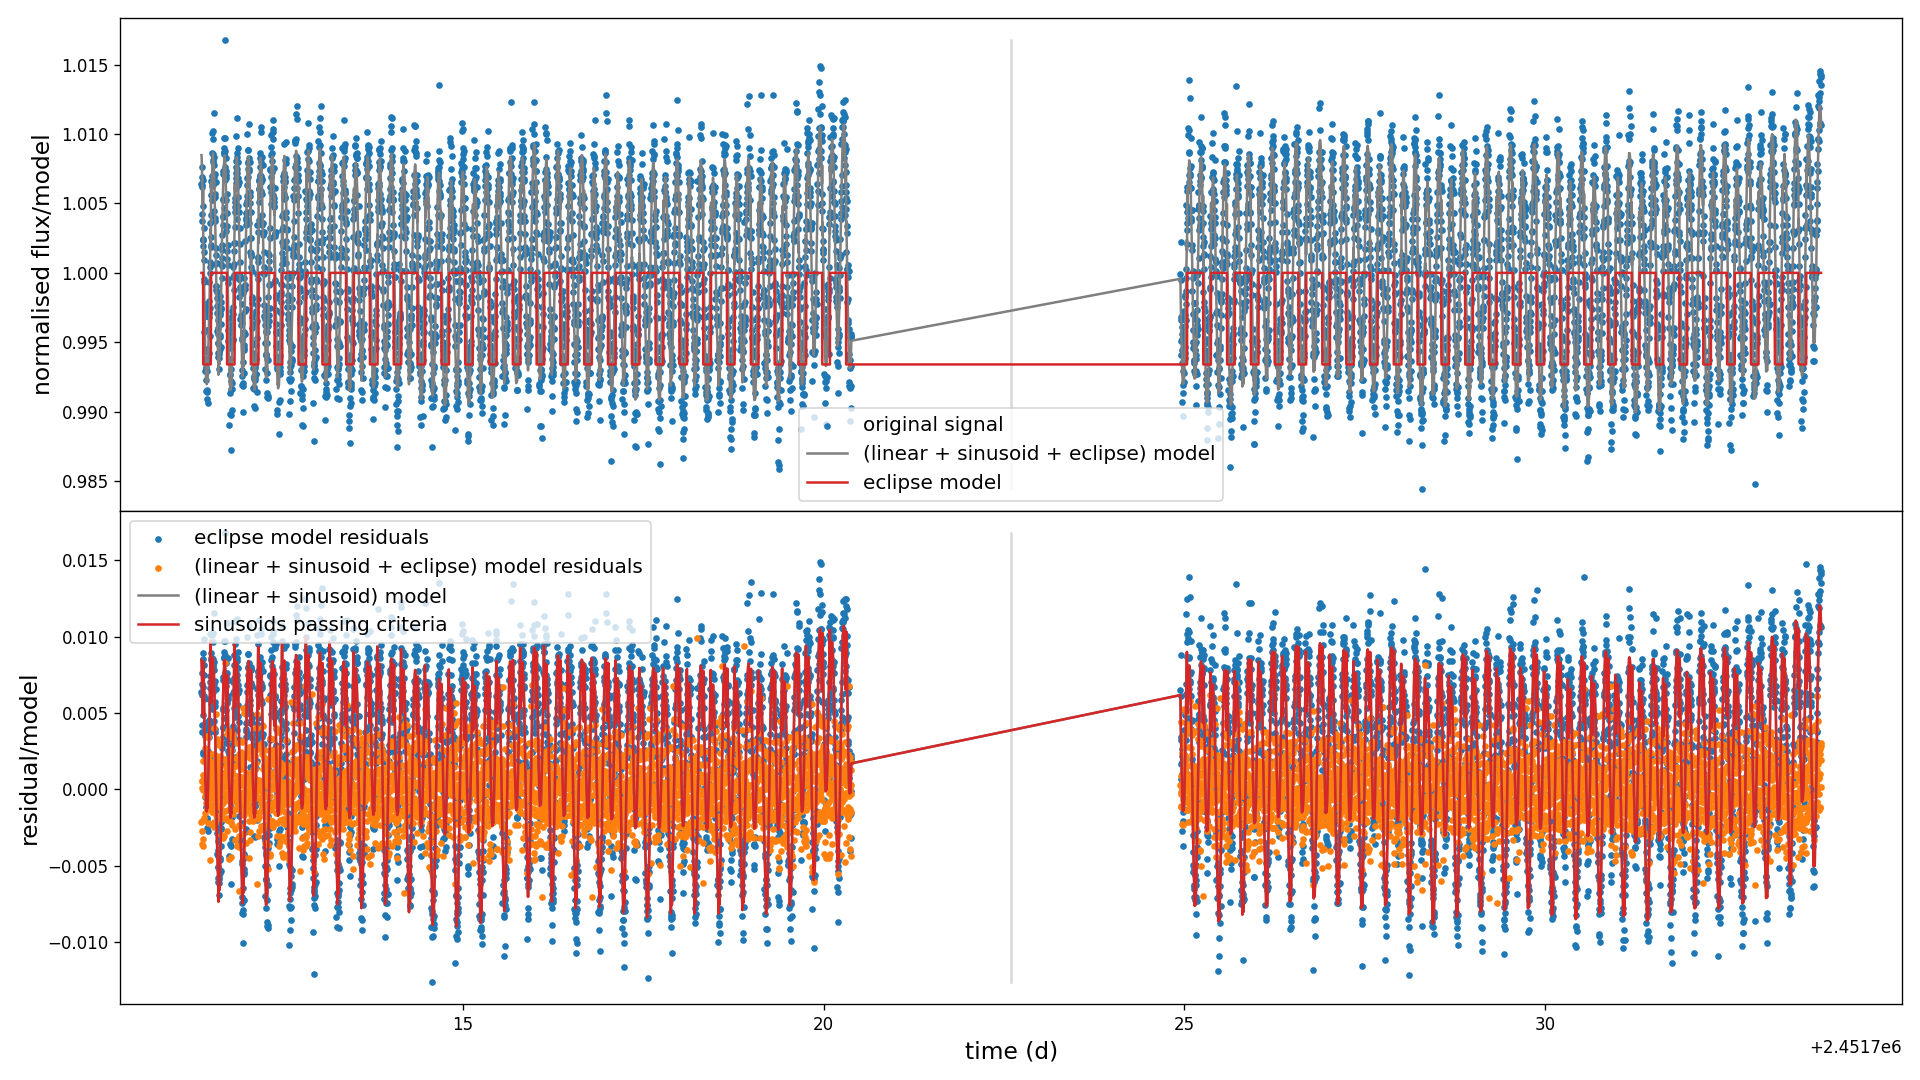 normalised flux/model
1.015
1.010
1.005
1.000
0.995
0.990
0.985
original signal
(linear + sinusoid + eclipse) model
eclipse model
residual/model
0.015
0.010
0.005
0.000
−0.005
−0.010
eclipse model residuals
(linear + sinusoid + eclipse) model residuals
(linear + sinusoid) model
sinusoids passing criteria
15
20
25
30
time (d)
+2.4517e6